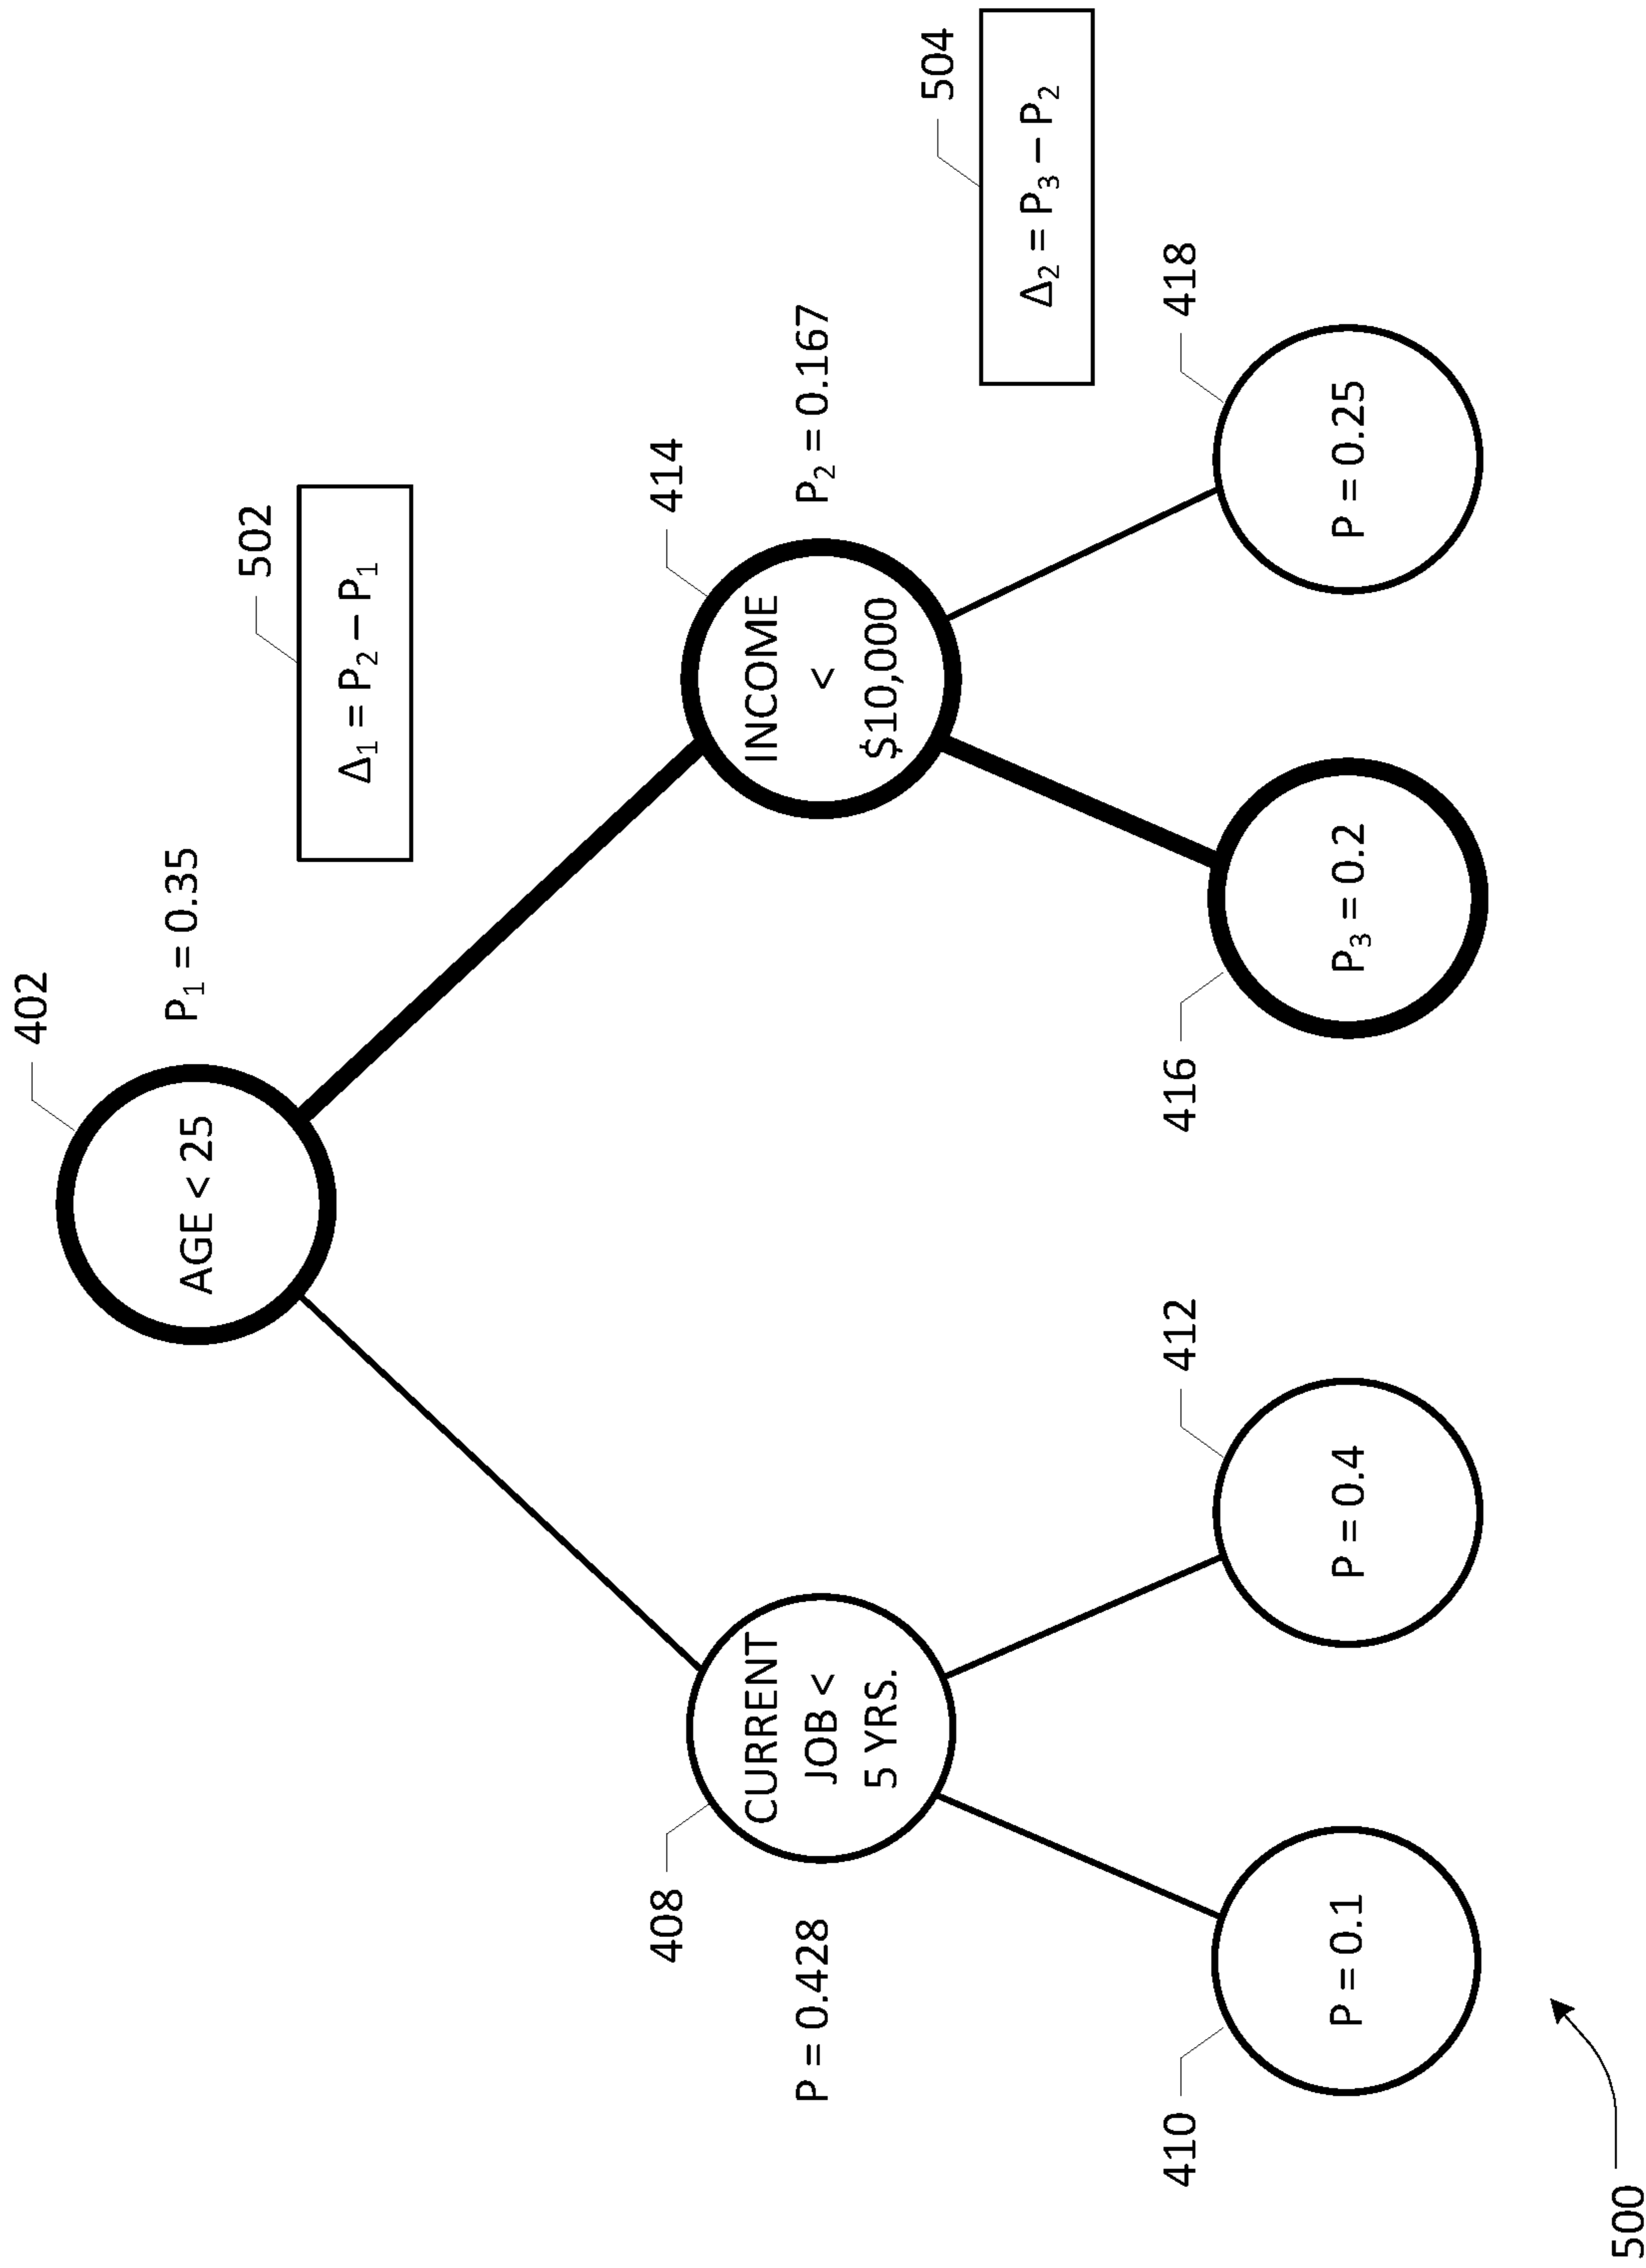 402
AGE < 25
P₁ = 0.35
502
Δ₁ = P₂ – P₁
408
CURRENT
JOB <
5 YRS.
P = 0.428
414
INCOME
<
$10,000
P₂ = 0.167
504
Δ₂ = P₃ – P₂
410
P = 0.1
412
P = 0.4
416
P₃ = 0.2
418
P = 0.25
500